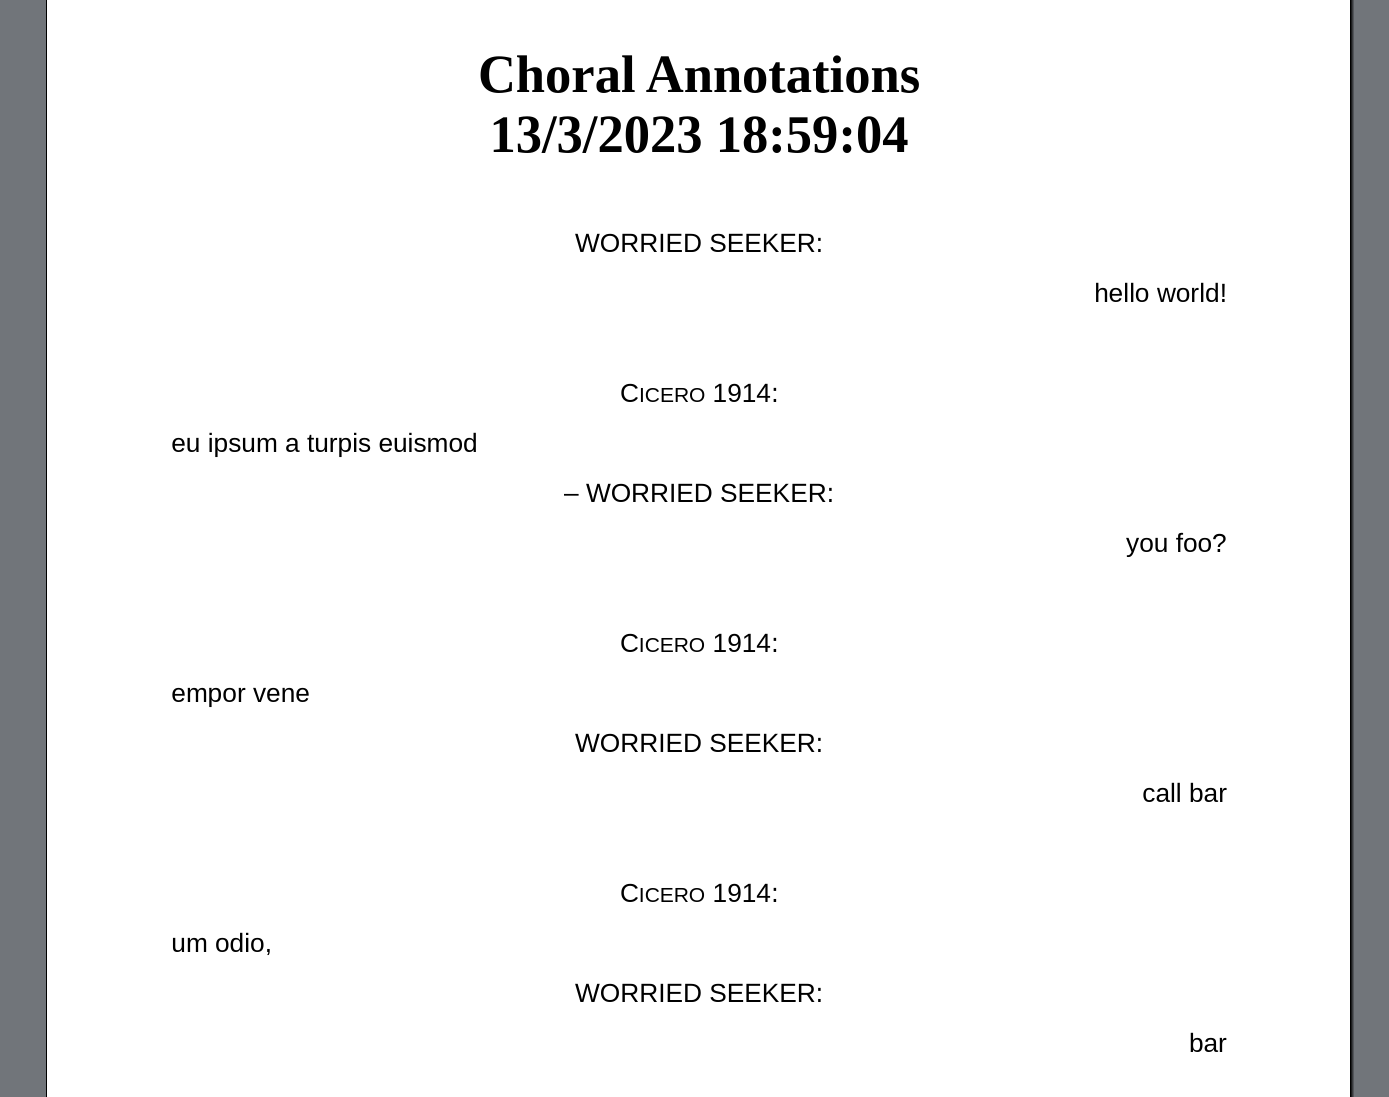 Choral Annotations
13/3/2023 18:59:04
WORRIED SEEKER:
hello world!
Cicero 1914:
eu ipsum a turpis euismod
– WORRIED SEEKER:
you foo?
Cicero 1914:
empor vene
WORRIED SEEKER:
call bar
Cicero 1914:
um odio,
WORRIED SEEKER:
bar